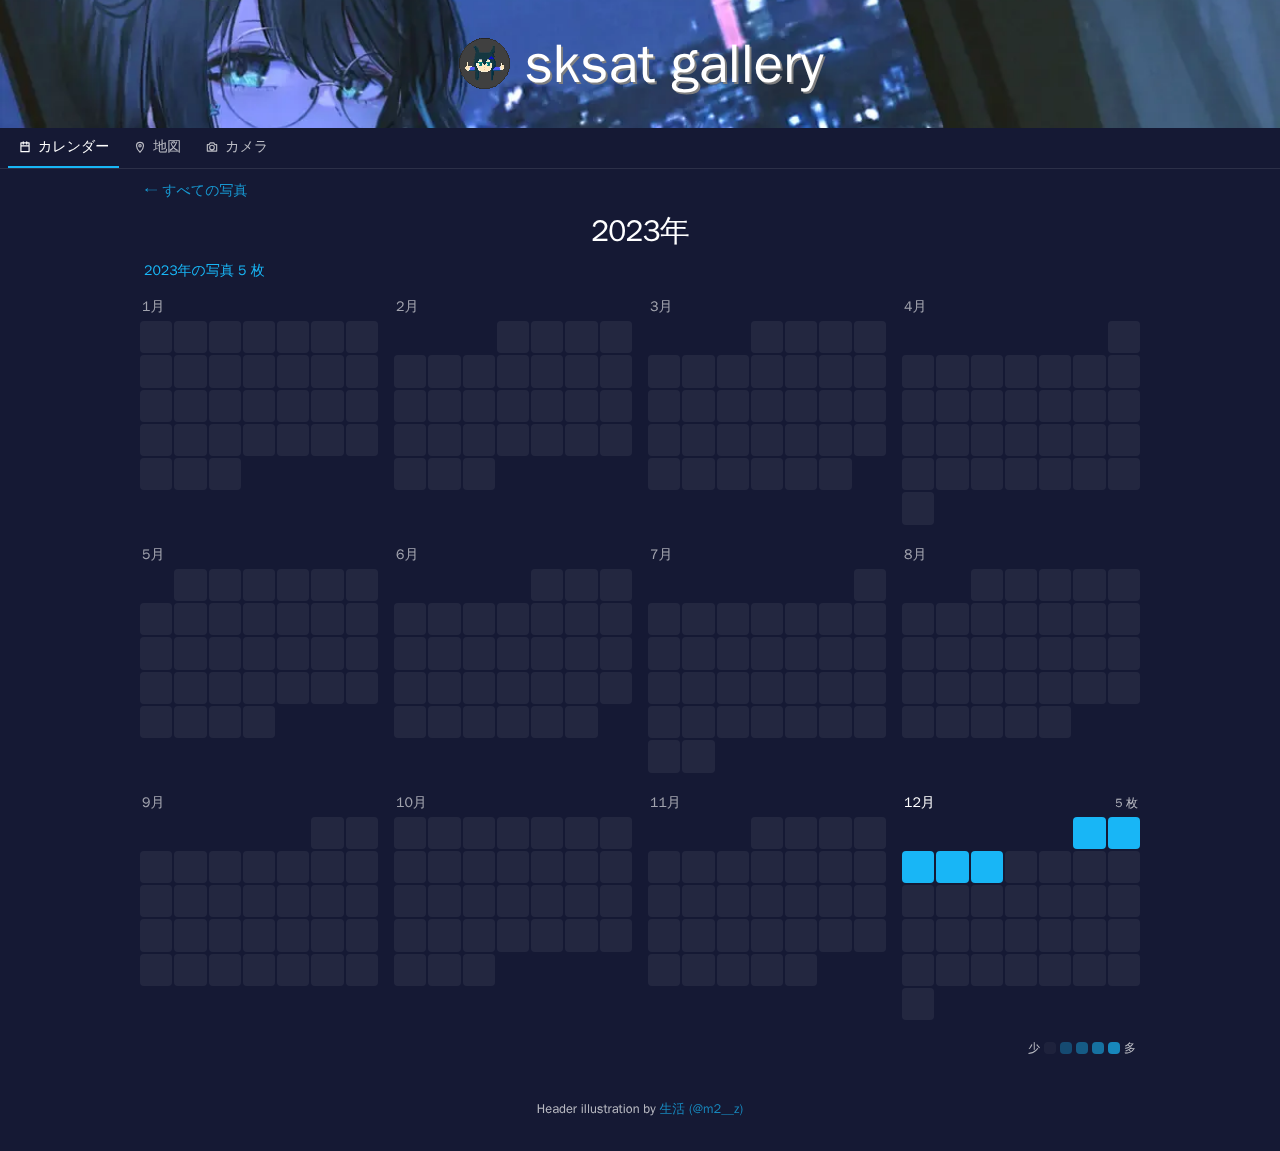 sksat gallery
カレンダー 地図 カメラ
← すべての写真
2023年
2023年の写真 5 枚
1月 2月 3月 4月
5月 6月 7月 8月
9月 10月 11月 12月 5 枚
少 多
Header illustration by 生活 (@m2__z)